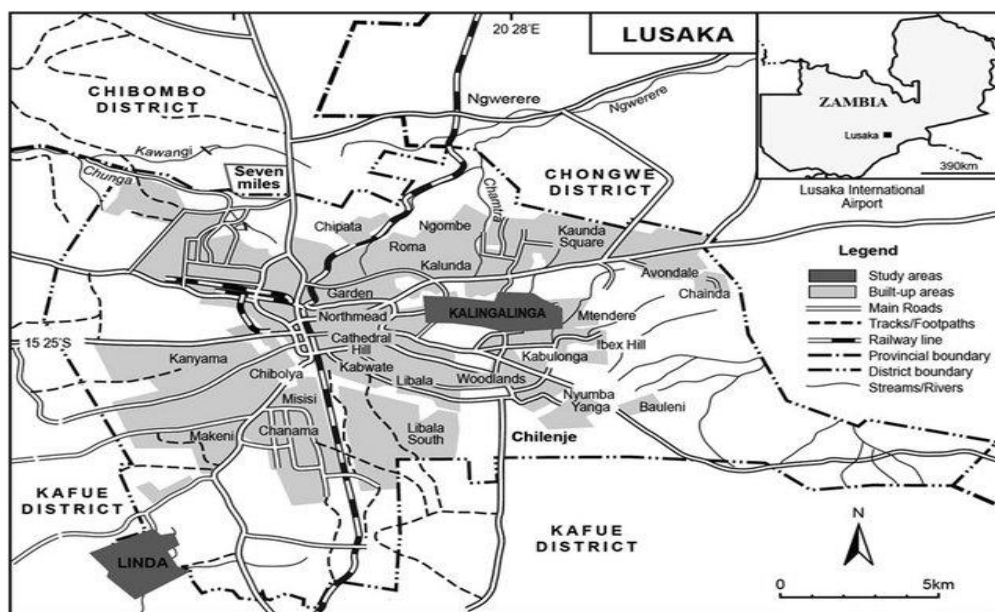 20 28'E
LUSAKA
CHIBOMBO
DISTRICT
Ngwerere
Ngwerere
ZAMBIA
Lusaka
390km
Kawangi
Chunga
Seven
miles
CHONGWE
DISTRICT
Lusaka International
Airport
Chamtra
Chipata
Ngombe
Roma
Kaunda
Square
Kalunda
Avondale
Chainda
Garden
Northmead
KALINGALINGA
Mtendere
15 25'S
Cathedral
Hill
Ibex Hill
Kanyama
Kabwate
Kabulonga
Chibolya
Libala
Woodlands
Misisi
Nyumba
Yanga
Bauleni
Makeni
Chanama
Libala
South
Chilenje
KAFUE
DISTRICT
KAFUE
DISTRICT
LINDA
Legend
Study areas
Built-up areas
Main Roads
Tracks/Footpaths
Railway line
Provincial boundary
District boundary
Streams/Rivers
N
0 5km